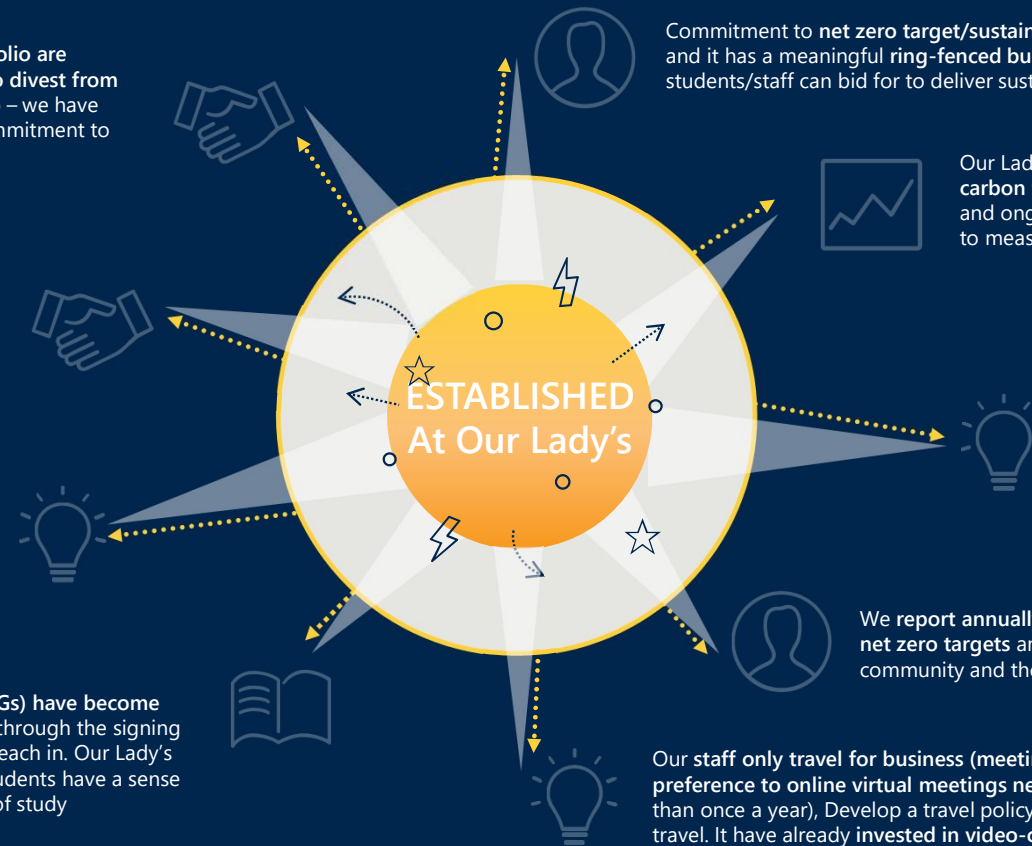 olio are
o divest from
– we have
mmitment to
Commitment to net zero target/sustain
and it has a meaningful ring-fenced bu
students/staff can bid for to deliver sust
Our Lad
carbon
and ong
to meas
ESTABLISHED
At Our Lady's
We report annuall
net zero targets a
community and the
Gs) have become
through the signing
each in. Our Lady's
udents have a sense
of study
Our staff only travel for business (meetin
preference to online virtual meetings ne
than once a year), Develop a travel policy
travel. It have already invested in video-c